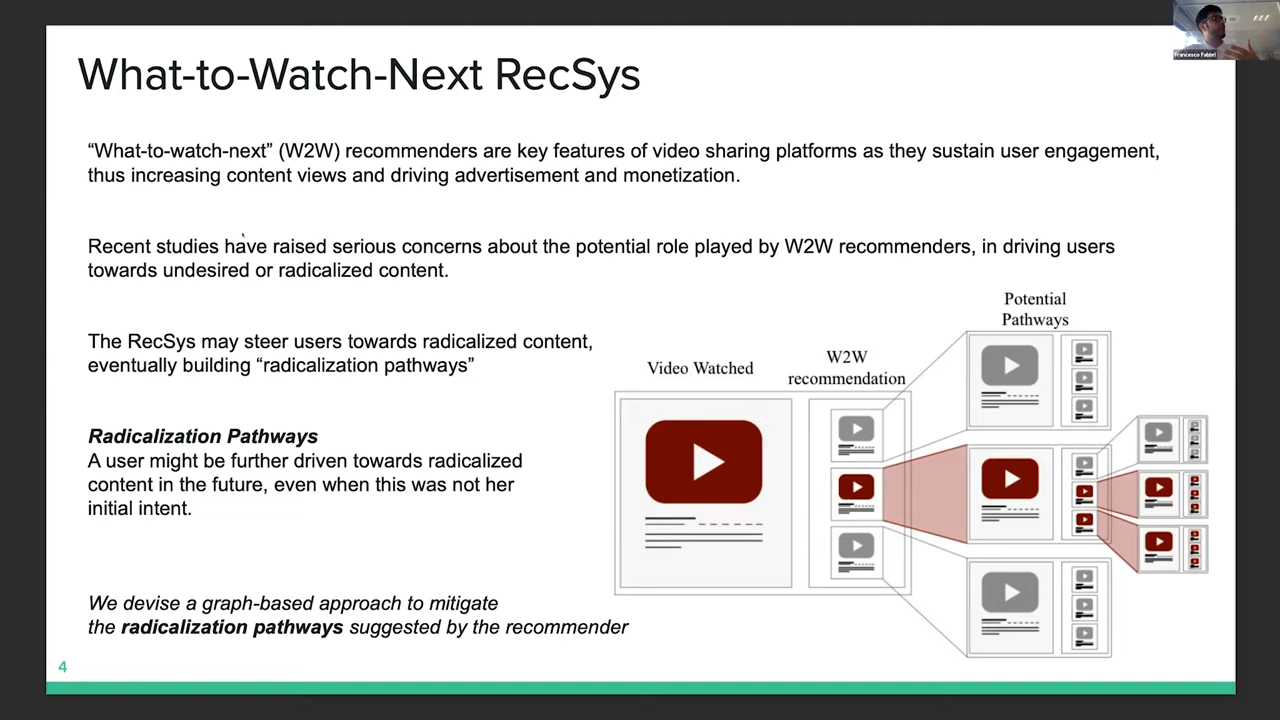 Francesco Fabbri
What-to-Watch-Next RecSys
“What-to-watch-next” (W2W) recommenders are key features of video sharing platforms as they sustain user engagement,
thus increasing content views and driving advertisement and monetization.
Recent studies have raised serious concerns about the potential role played by W2W recommenders, in driving users
towards undesired or radicalized content.
The RecSys may steer users towards radicalized content,
eventually building “radicalization pathways”
Radicalization Pathways
A user might be further driven towards radicalized
content in the future, even when this was not her
initial intent.
We devise a graph-based approach to mitigate
the radicalization pathways suggested by the recommender
Video Watched
W2W
recommendation
Potential
Pathways
4